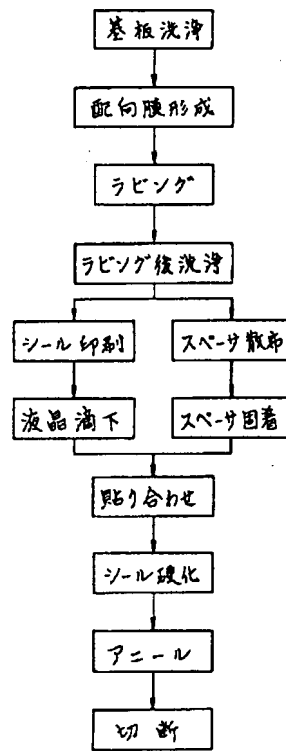 基板洗浄
配向膜形成
ラビング
ラビング後洗浄
シール印刷
スペーサ散布
液晶滴下
スペーサ固着
貼り合わせ
シール硬化
アニール
切断